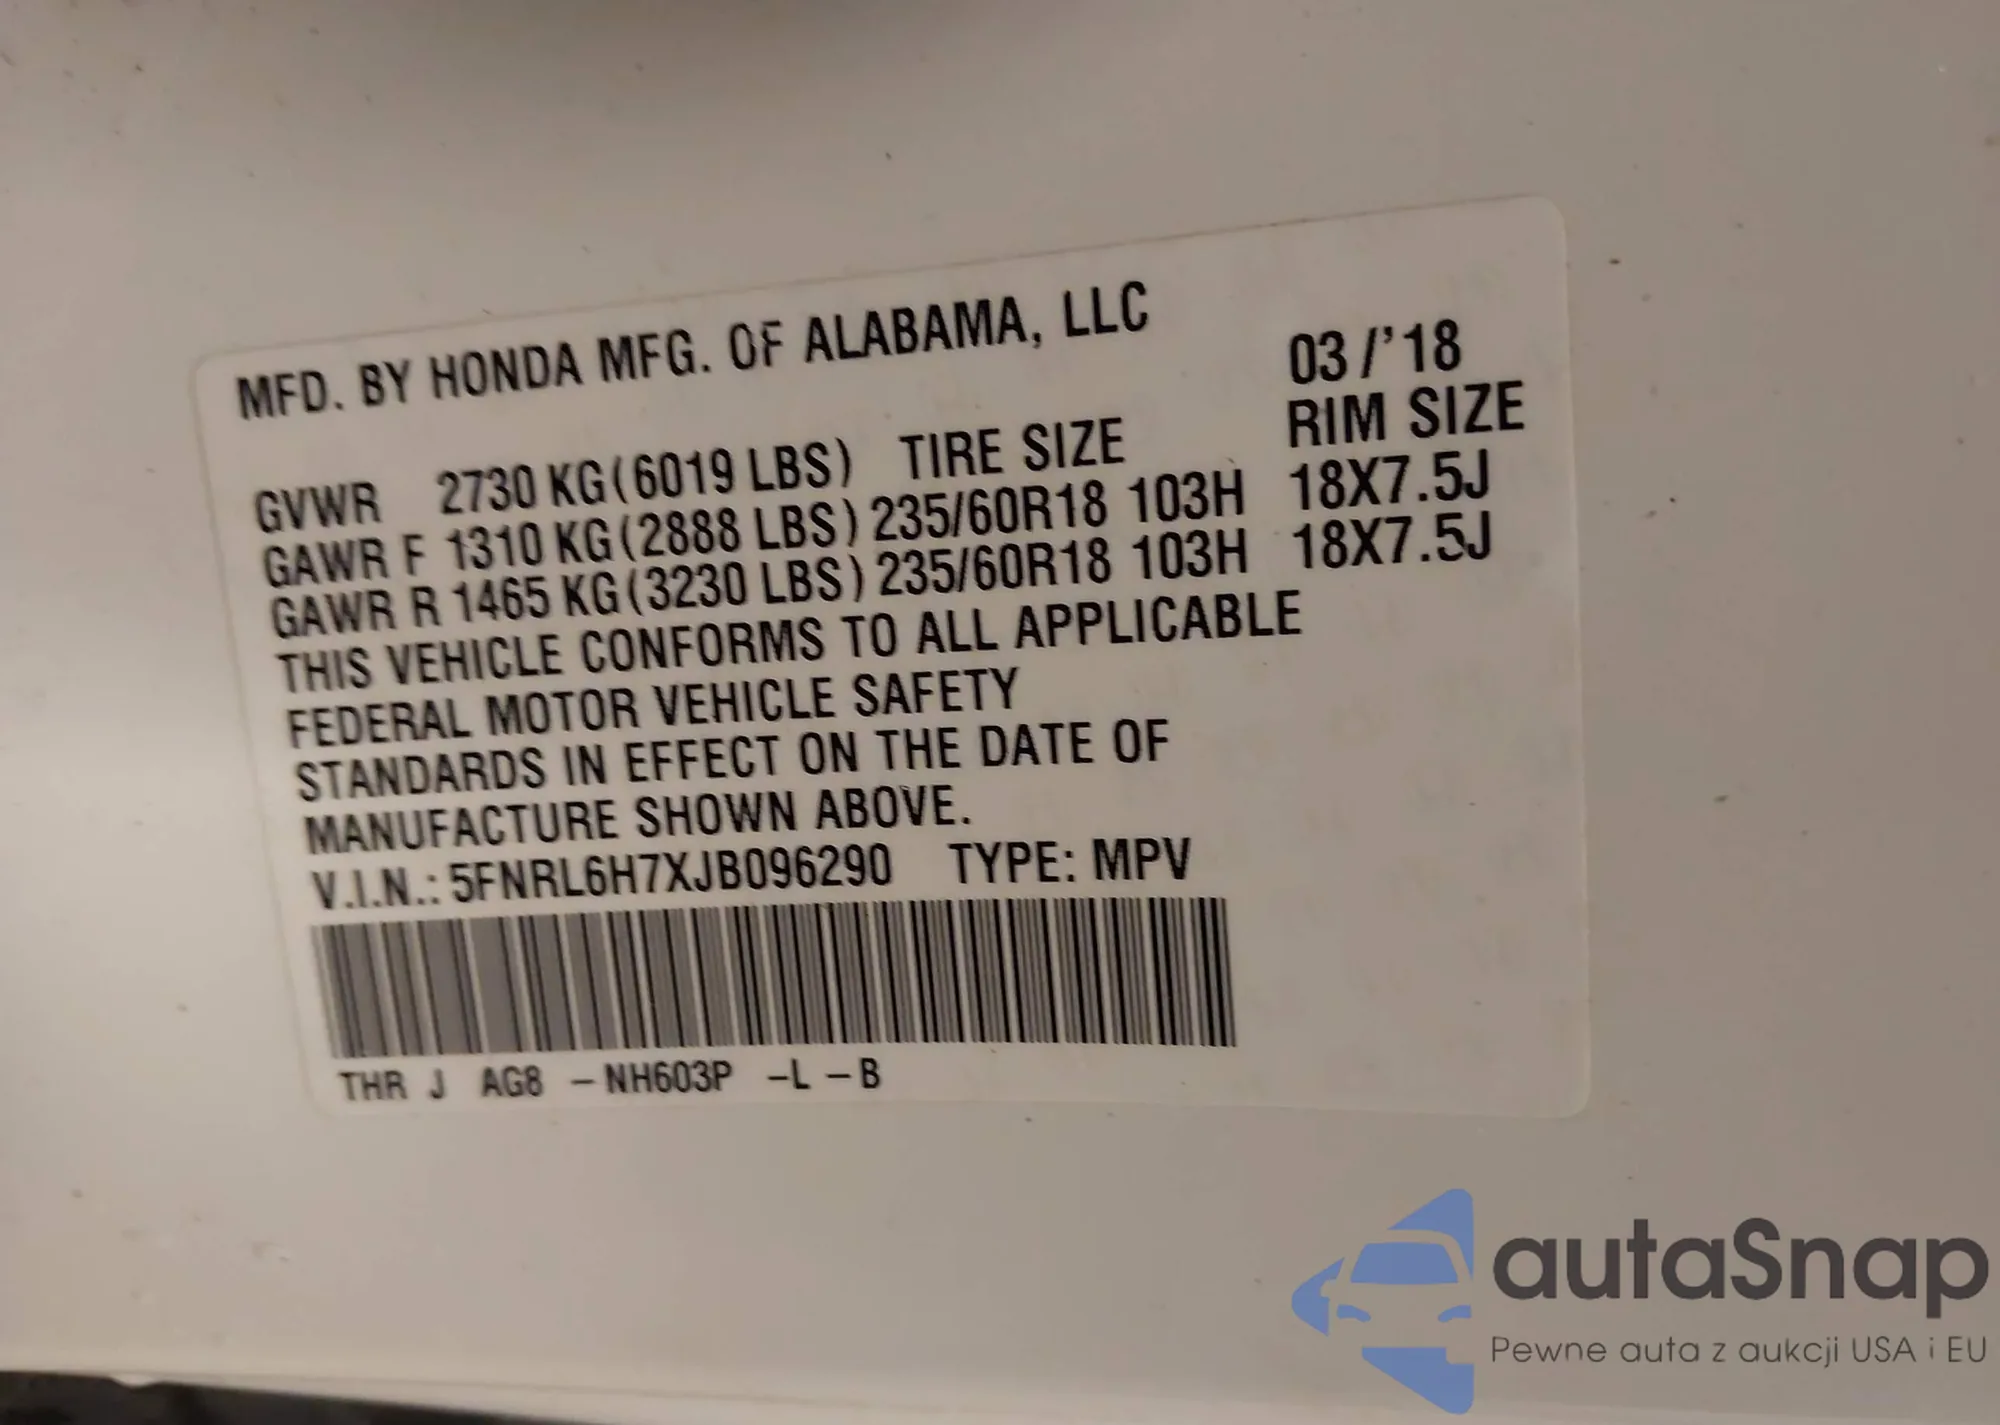 MFD. BY HONDA MFG. OF ALABAMA, LLC
03/'18
GVWR 2730 KG(6019 LBS) TIRE SIZE RIM SIZE
GAWR F 1310 KG(2888 LBS) 235/60R18 103H 18X7.5J
GAWR R 1465 KG(3230 LBS) 235/60R18 103H 18X7.5J
THIS VEHICLE CONFORMS TO ALL APPLICABLE
FEDERAL MOTOR VEHICLE SAFETY
STANDARDS IN EFFECT ON THE DATE OF
MANUFACTURE SHOWN ABOVE.
V.I.N.: 5FNRL6H7XJB096290 TYPE: MPV
THR J AG8 -NH603P -L -B
autaSnap
Pewne auta z aukcji USA i EU